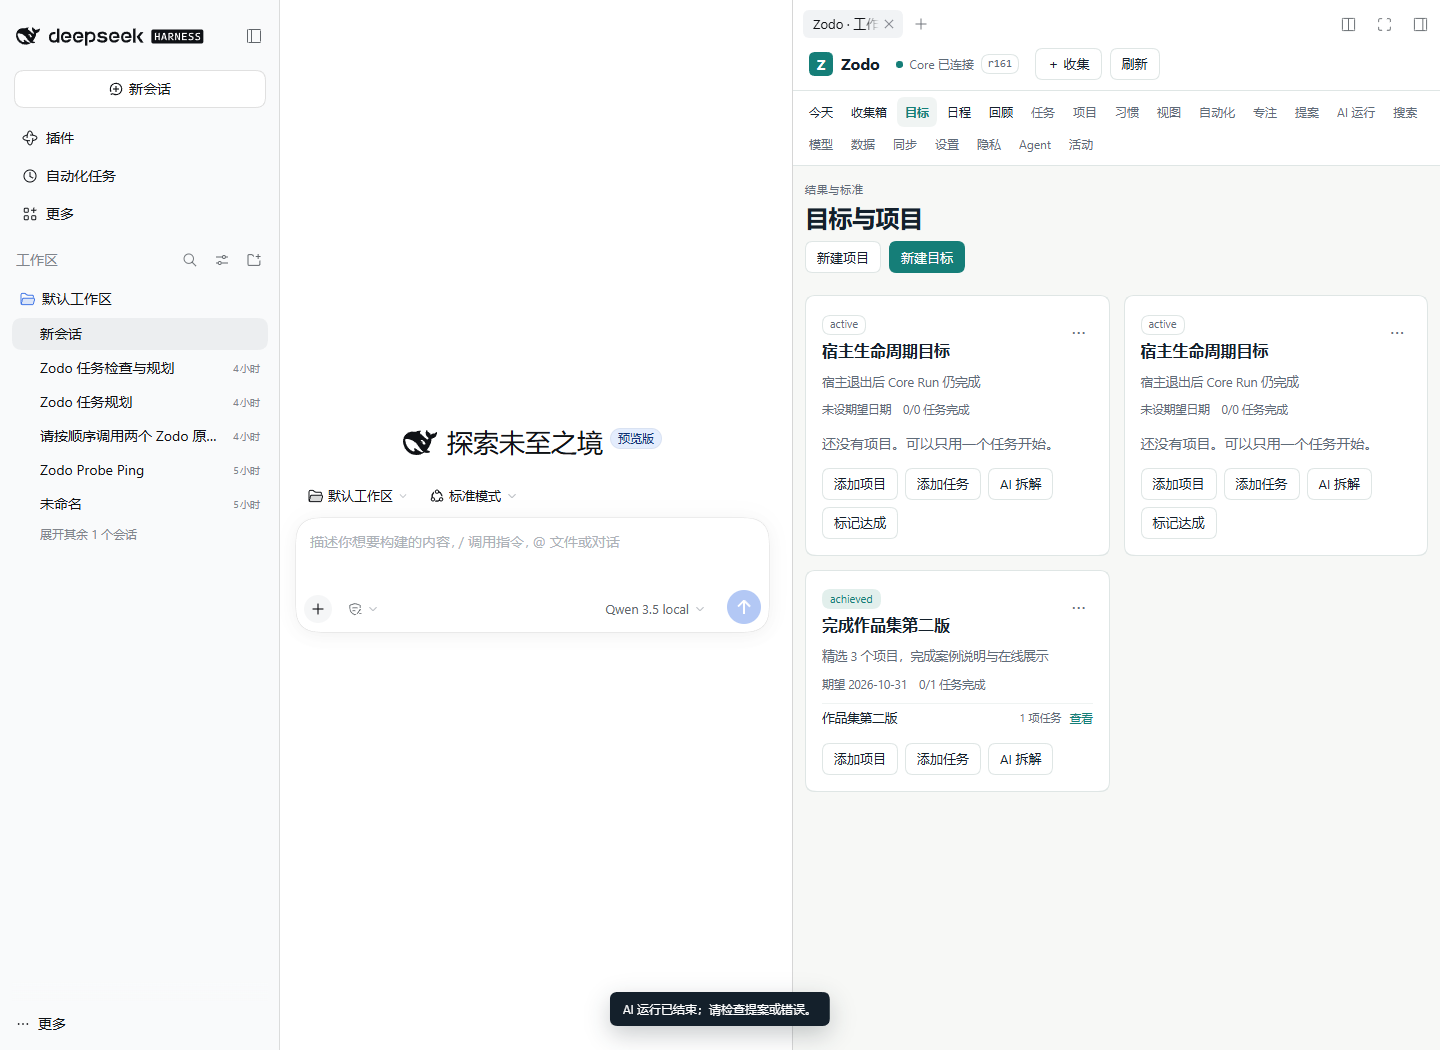 deepseek HARNESS
新会话
插件
自动化任务
更多
工作区
默认工作区
新会话
Zodo 任务检查与规划 4小时
Zodo 任务规划 4小时
请按顺序调用两个 Zodo 原... 4小时
Zodo Probe Ping 5小时
未命名 5小时
展开其余 1 个会话
... 更多
探索未至之境 预览版
默认工作区 标准模式
描述你想要构建的内容, / 调用指令, @ 文件或对话
Qwen 3.5 local
Zodo · 工作
Z Zodo Core 已连接 r161 + 收集 刷新
今天 收集箱 目标 日程 回顾 任务 项目 习惯 视图 自动化 专注 提案 AI 运行 搜索
模型 数据 同步 设置 隐私 Agent 活动
结果与标准
目标与项目
新建项目 新建目标
active ...
宿主生命周期目标
宿主退出后 Core Run 仍完成
未设期望日期 0/0 任务完成
还没有项目。可以只用一个任务开始。
添加项目 添加任务 AI 拆解
标记达成
active ...
宿主生命周期目标
宿主退出后 Core Run 仍完成
未设期望日期 0/0 任务完成
还没有项目。可以只用一个任务开始。
添加项目 添加任务 AI 拆解
标记达成
achieved ...
完成作品集第二版
精选 3 个项目，完成案例说明与在线展示
期望 2026-10-31 0/1 任务完成
作品集第二版 1 项任务 查看
添加项目 添加任务 AI 拆解
AI 运行已结束；请检查提案或错误。